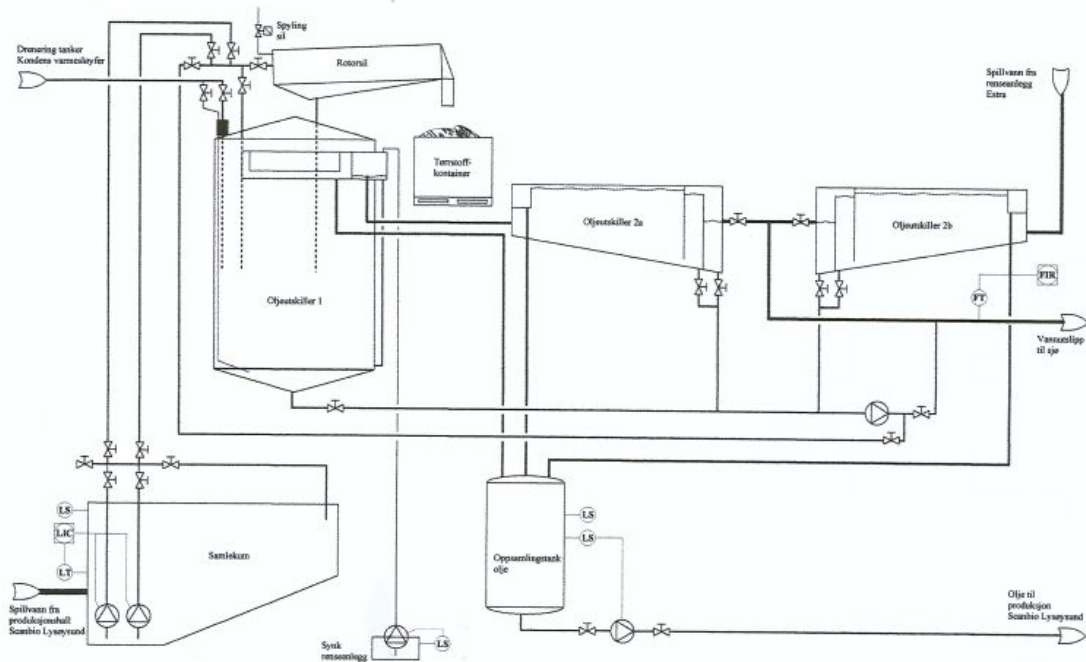 Spyling
sil
Drenering tanker
Kondens varmesløyfer
Rotorsil
Spillvann fra
renseanlegg
Estra
Tørrstoff-
kontainer
Oljeutskiller 2a
Oljeutskiller 2b
Oljeutskiller 1
FIR
FT
Vannutslipp
til sjø
LS
LIC
LT
Samlekum
LS
LS
Oppsamlingstank
olje
Spillvann fra
produksjonshall
Scanbio Lysøysund
Olje til
produksjon
Scanbio Lysøysund
LS
Synk
renseanlegg